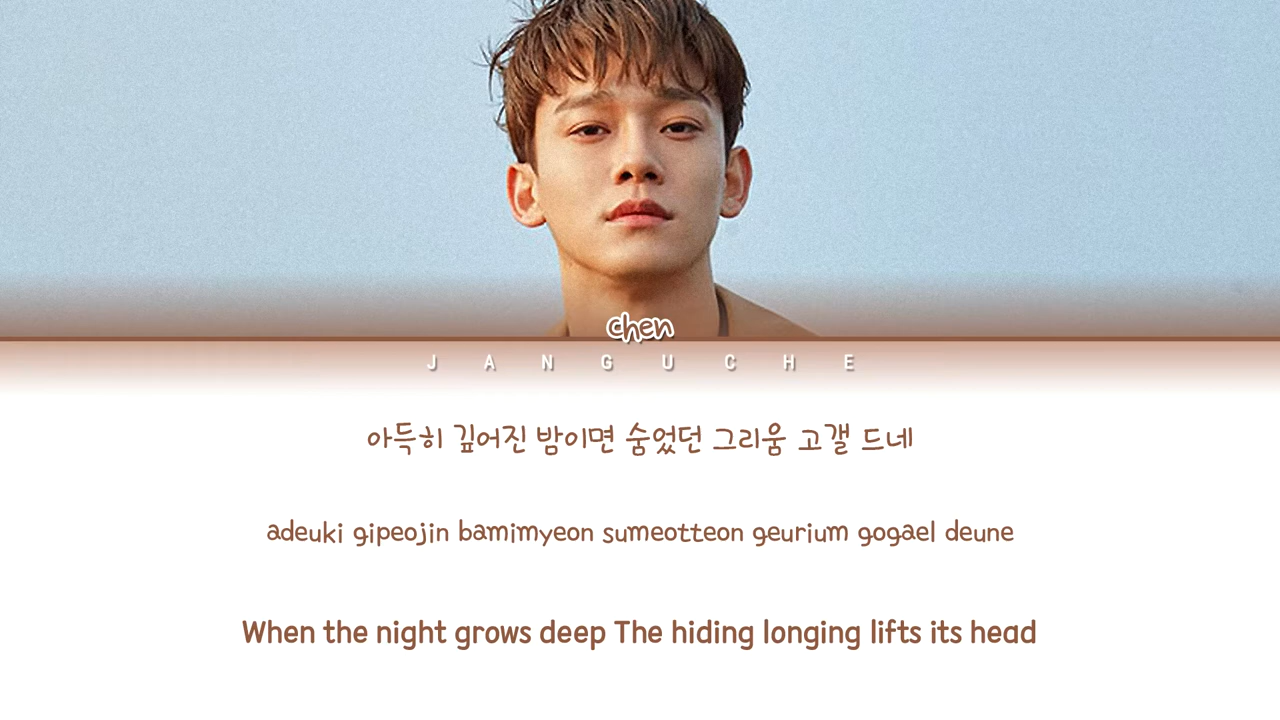 chen
JANGUCHE
아득히 깊어진 밤이면 숨었던 그리움 고갤 드네
adeuki gipeojin bamimyeon sumeotteon geurium gogael deune
When the night grows deep The hiding longing lifts its head